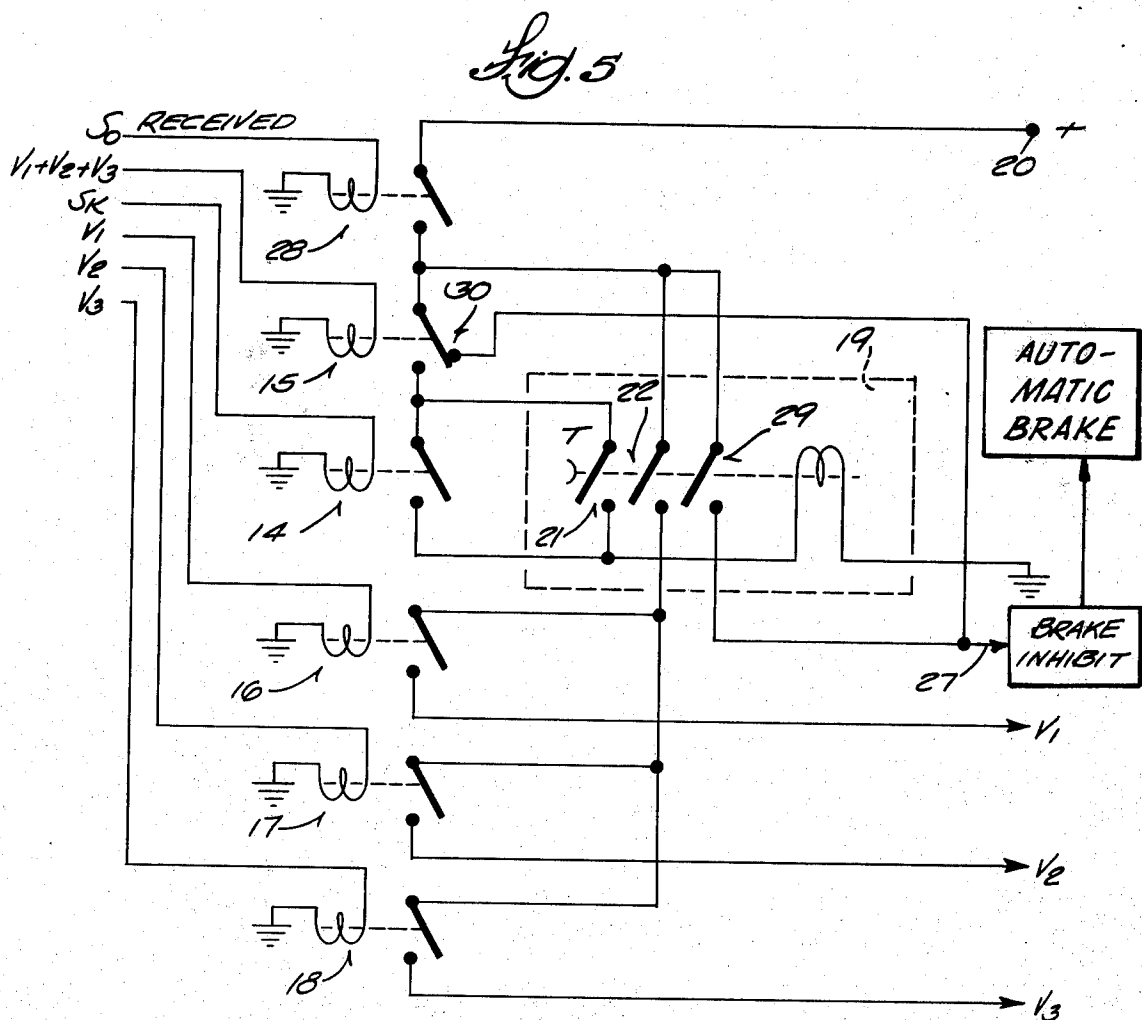 Fig. 5
S0 RECEIVED
V1+V2+V3
SK
V1
V2
V3
+
20
28
30
15
19
AUTO-
MATIC
BRAKE
22
29
T
14
21
BRAKE
INHIBIT
27
16
V1
17
V2
18
V3